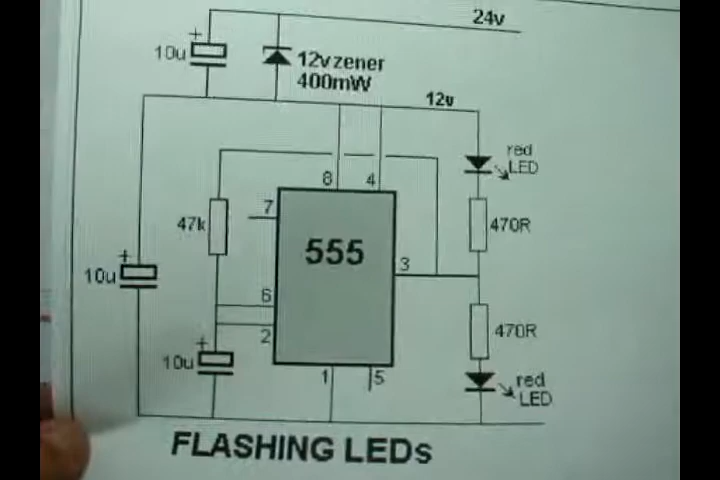 24v
+
10u
12v zener
400mW
12v
red
LED
8
4
7
47k
470R
555
3
+
10u
6
2
470R
+
10u
1
5
red
LED
FLASHING LEDs